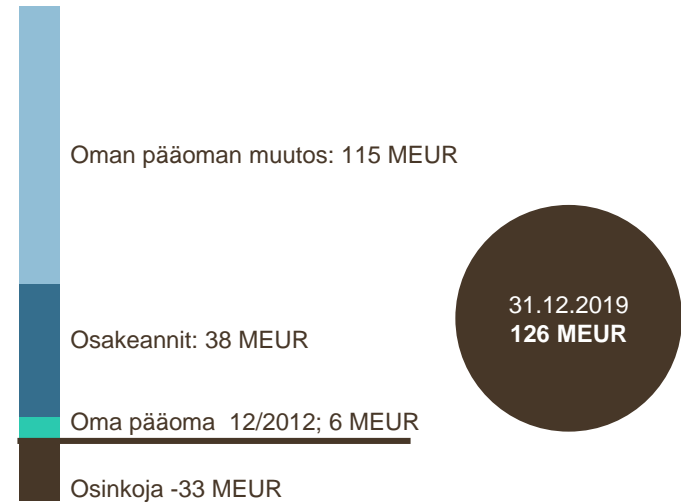 Oman pääoman muutos: 115 MEUR
31.12.2019
126 MEUR
Osakeannit: 38 MEUR
Oma pääoma 12/2012; 6 MEUR
Osinkoja -33 MEUR